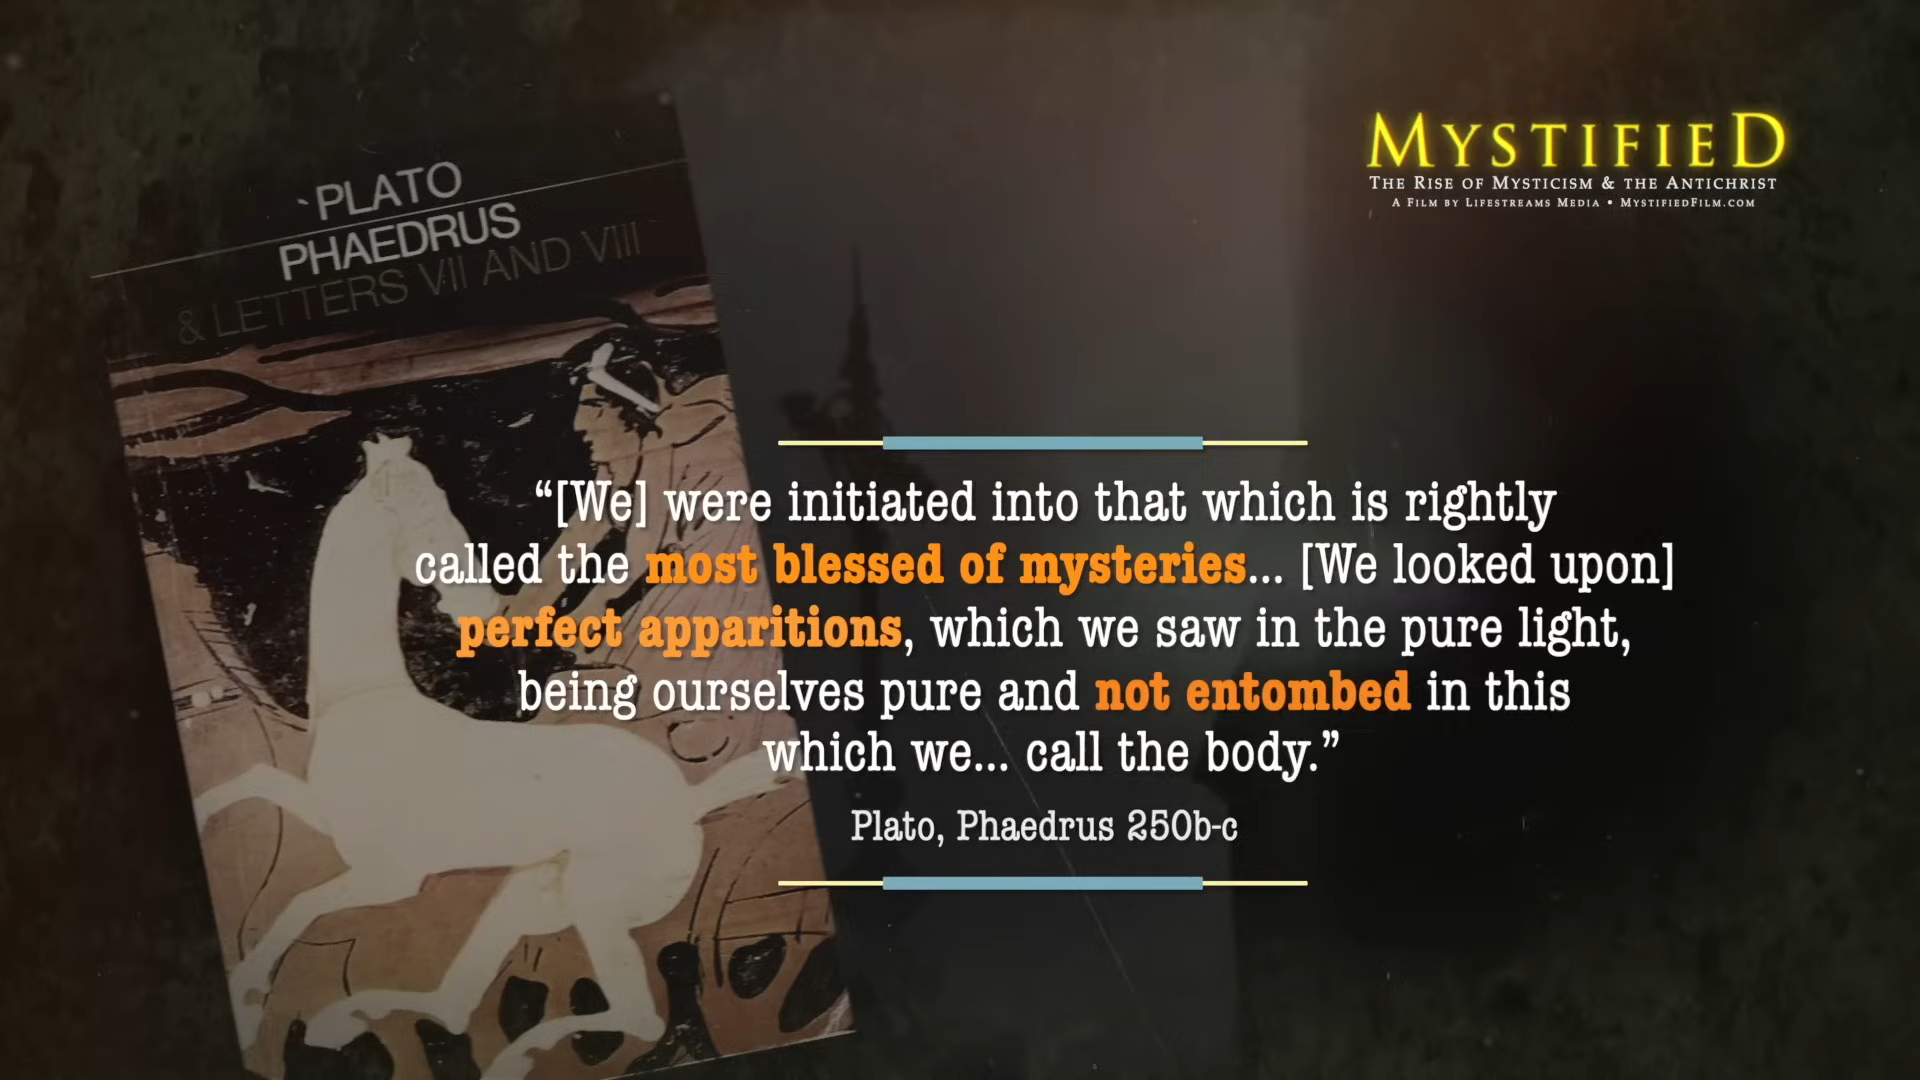 PLATO
PHAEDRUS
& LETTERS VII AND VIII
MYSTIFIED
THE RISE OF MYSTICISM & THE ANTICHRIST
A FILM BY LIFESTREAMS MEDIA • MYSTIFIEDFILM.COM
“[We] were initiated into that which is rightly
called the most blessed of mysteries... [We looked upon]
perfect apparitions, which we saw in the pure light,
being ourselves pure and not entombed in this
which we... call the body.”
Plato, Phaedrus 250b-c